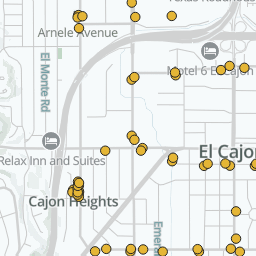 Arnele Avenue
Motel 6 El Cajon
El Monte Rd
Relax Inn and Suites
El Cajon
Cajon Heights